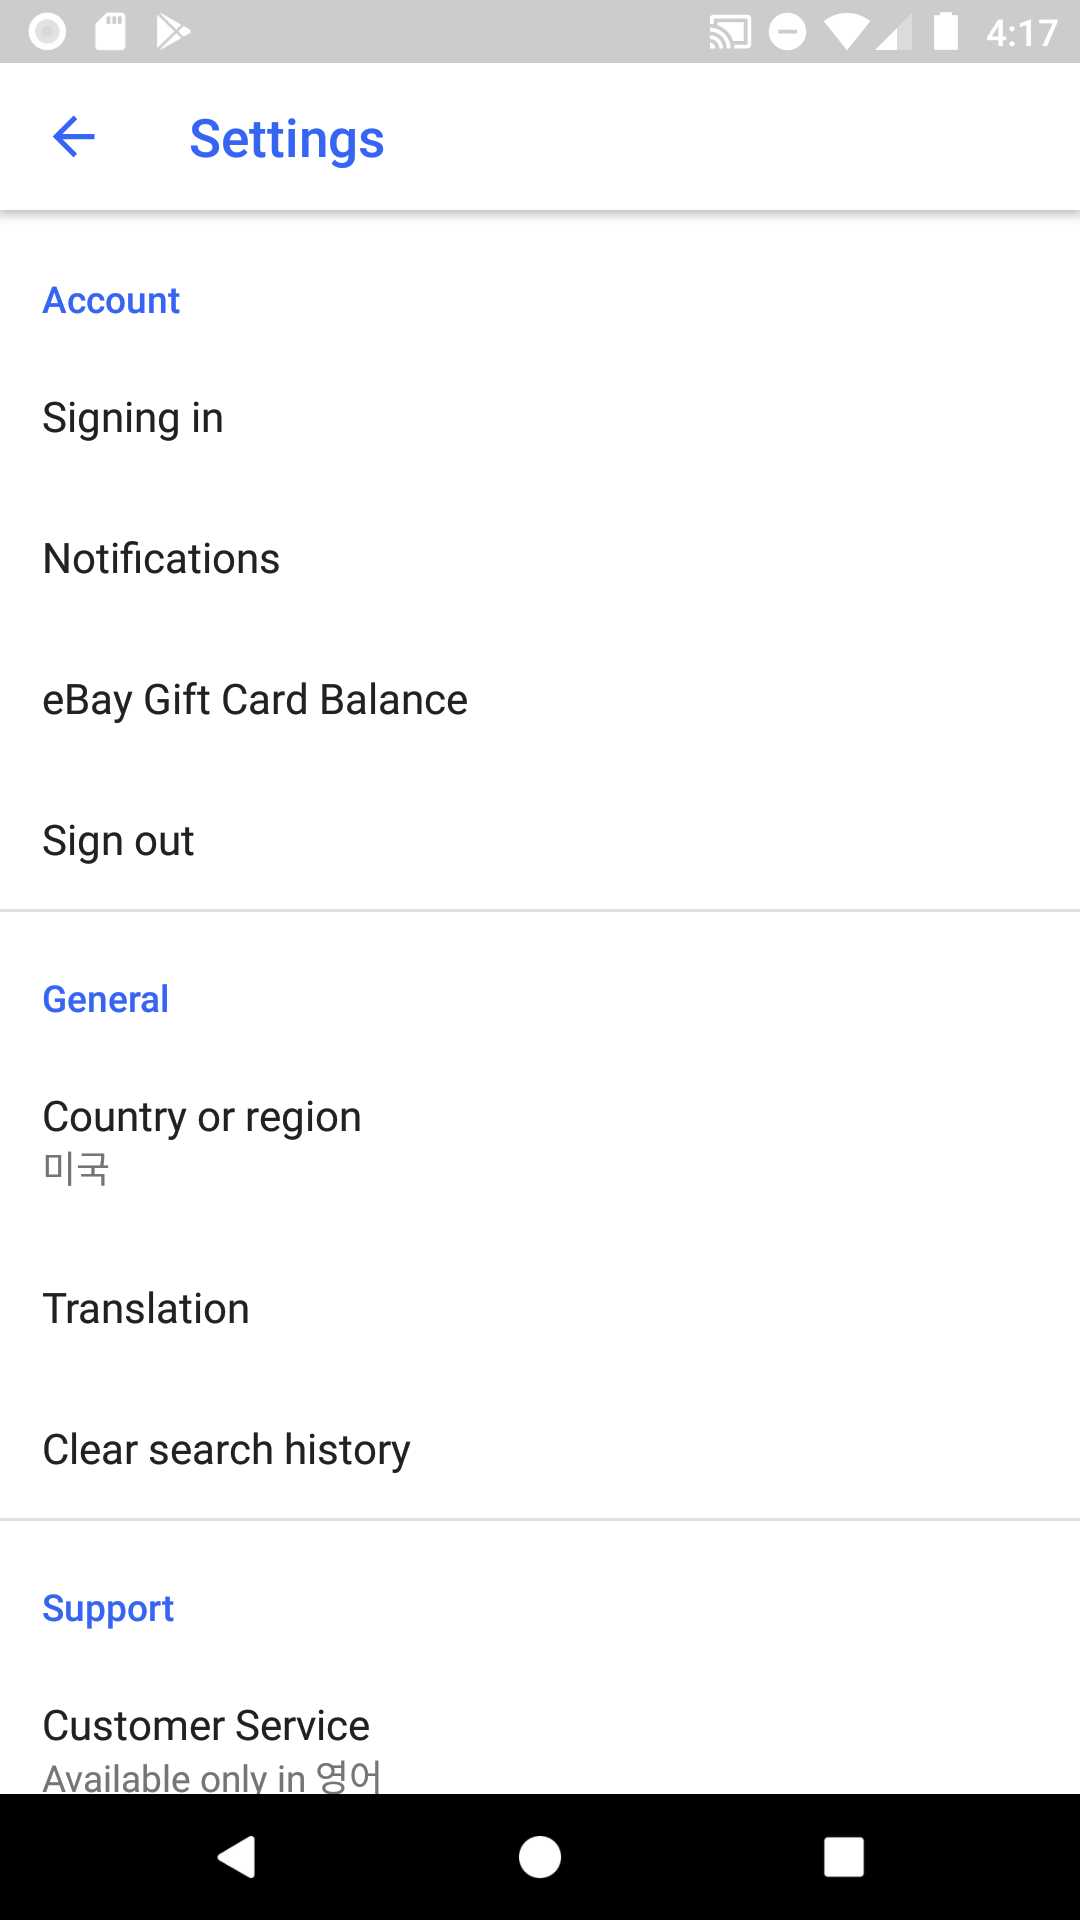 4:17
Settings
Account
Signing in
Notifications
eBay Gift Card Balance
Sign out
General
Country or region
미국
Translation
Clear search history
Support
Customer Service
Available only in 영어